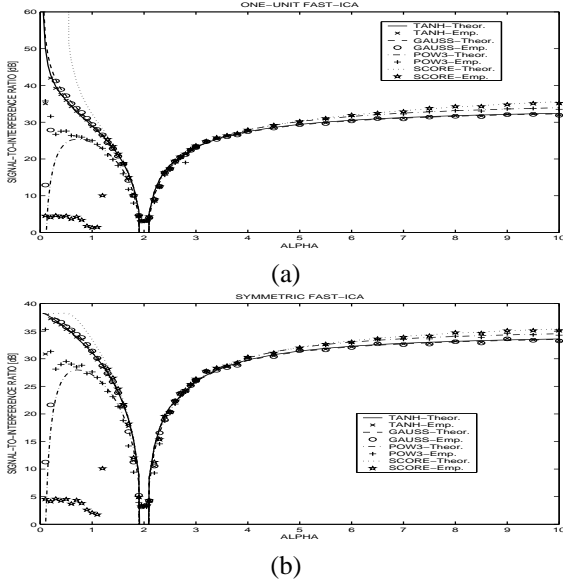 ONE-UNIT FAST-ICA
SIGNAL-TO-INTERFERENCE RATIO [dB]
60
50
40
30
20
10
0
TANH-Theor.
TANH-Emp.
GAUSS-Theor.
GAUSS-Emp.
POW3-Theor.
POW3-Emp.
SCORE-Theor.
SCORE-Emp.
0 1 2 3 4 5 6 7 8 9 10
ALPHA
(a)
SYMMETRIC FAST-ICA
SIGNAL-TO-INTERFERENCE RATIO [dB]
40
35
30
25
20
15
10
5
0
TANH-Theor.
TANH-Emp.
GAUSS-Theor.
GAUSS-Emp.
POW3-Theor.
POW3-Emp.
SCORE-Theor.
SCORE-Emp.
0 1 2 3 4 5 6 7 8 9 10
ALPHA
(b)